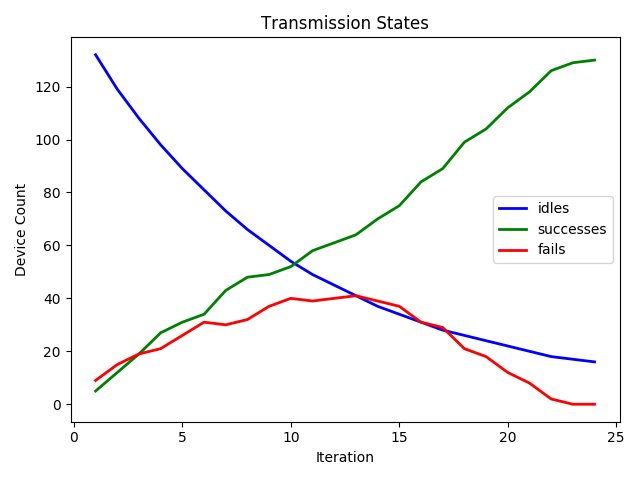 Transmission States
Device Count
120
100
80
60
40
20
0
idles
successes
fails
0 5 10 15 20 25
Iteration